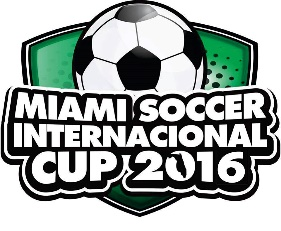 MIAMI SOCCER
INTERNACIONAL
CUP 2016